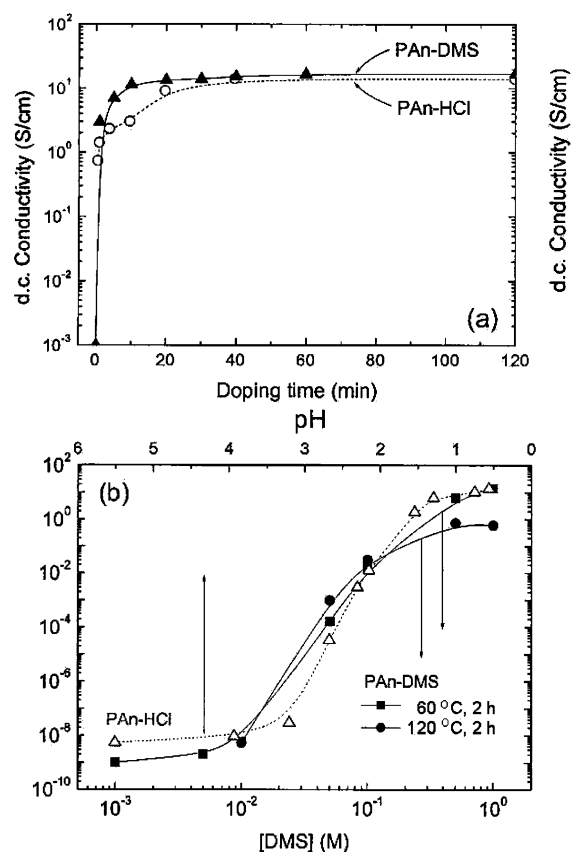 10²
10¹
10⁰
10⁻¹
10⁻²
10⁻³
d.c. Conductivity (S/cm)
PAn-DMS
PAn-HCl
(a)
0 20 40 60 80 100 120
Doping time (min)
d.c. Conductivity (S/cm)
pH
6 5 4 3 2 1 0
(b)
10²
10⁰
10⁻²
10⁻⁴
10⁻⁶
10⁻⁸
10⁻¹⁰
PAn-HCl
PAn-DMS
60 °C, 2 h
120 °C, 2 h
10⁻³ 10⁻² 10⁻¹ 10⁰
[DMS] (M)